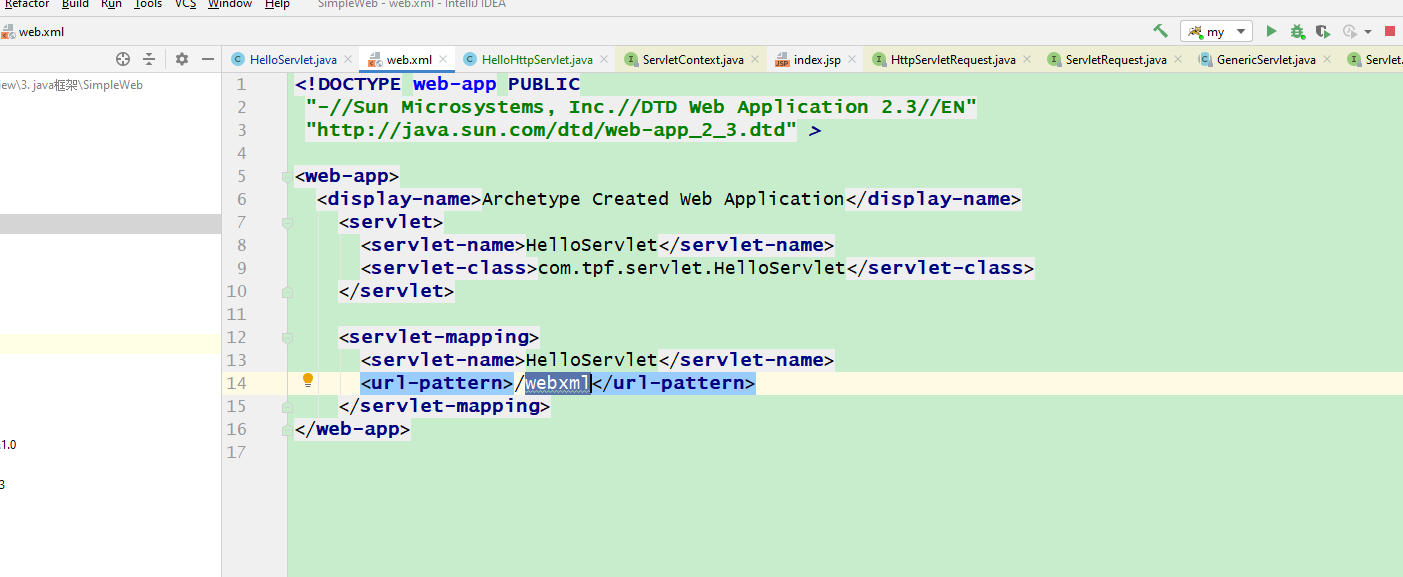 Refactor Build Run Tools VCS Window Help SimpleWeb - web.xml - IntelliJ IDEA
web.xml
my
HelloServlet.java web.xml HelloHttpServlet.java ServletContext.java index.jsp HttpServletRequest.java ServletRequest.java GenericServlet.java Servlet.
iew\3. java框架\SimpleWeb
1 <!DOCTYPE web-app PUBLIC
2 "-//Sun Microsystems, Inc.//DTD Web Application 2.3//EN"
3 "http://java.sun.com/dtd/web-app_2_3.dtd" >
4
5 <web-app>
6 <display-name>Archetype Created Web Application</display-name>
7 <servlet>
8 <servlet-name>HelloServlet</servlet-name>
9 <servlet-class>com.tpf.servlet.HelloServlet</servlet-class>
10 </servlet>
11
12 <servlet-mapping>
13 <servlet-name>HelloServlet</servlet-name>
14 <url-pattern>/webxml</url-pattern>
15 </servlet-mapping>
16 </web-app>
1.0
17
3